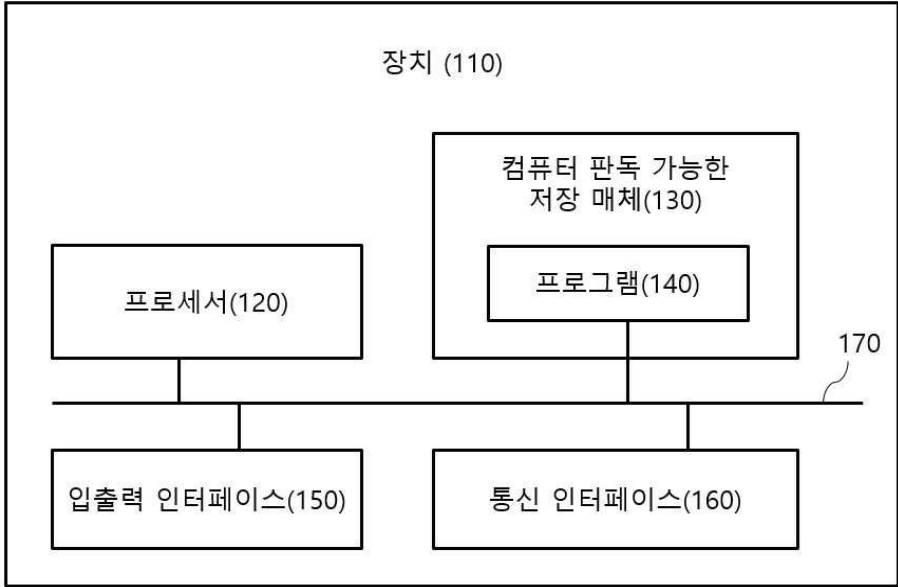 장치 (110)
컴퓨터 판독 가능한
저장 매체(130)
프로세서(120)
프로그램(140)
170
입출력 인터페이스(150)
통신 인터페이스(160)